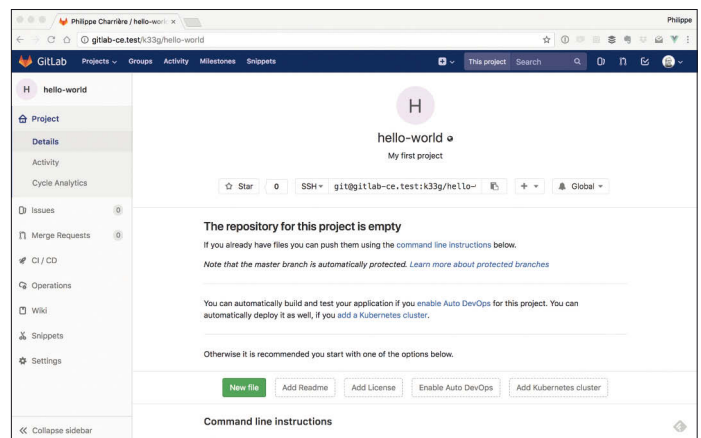 Philippe Charrière / hello-work
Philippe
gitlab-ce.test/k33g/hello-world
GitLab Projects Groups Activity Milestones Snippets This project Search
H hello-world
Project
Details
Activity
Cycle Analytics
Issues 0
Merge Requests 0
CI / CD
Operations
Wiki
Snippets
Settings
Collapse sidebar
H
hello-world
My first project
Star 0 SSH git@gitlab-ce.test:k33g/hello- Global
The repository for this project is empty
If you already have files you can push them using the command line instructions below.
Note that the master branch is automatically protected. Learn more about protected branches
You can automatically build and test your application if you enable Auto DevOps for this project. You can
automatically deploy it as well, if you add a Kubernetes cluster.
Otherwise it is recommended you start with one of the options below.
New file Add Readme Add License Enable Auto DevOps Add Kubernetes cluster
Command line instructions